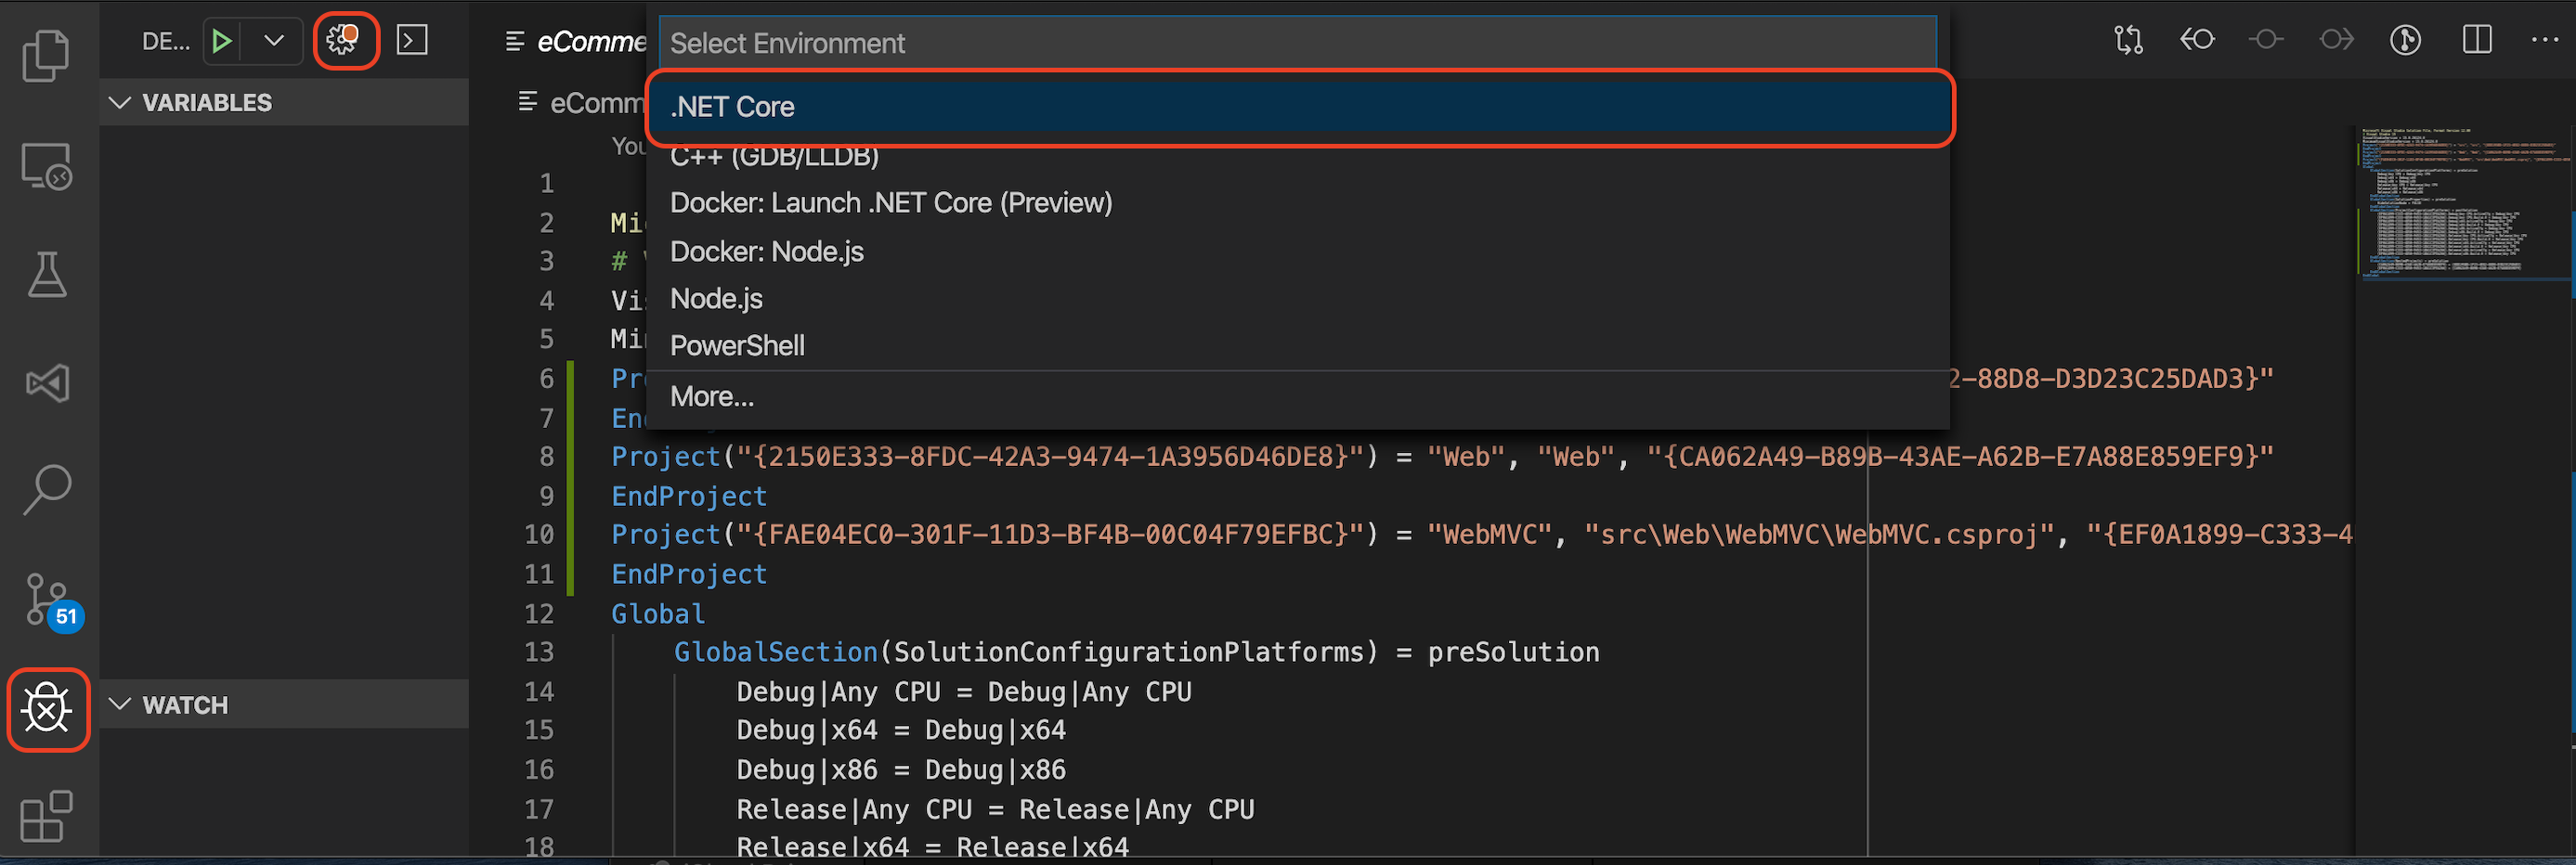 DE...
VARIABLES
WATCH
51
eComme
Select Environment
eComm
.NET Core
You
C++ (GDB/LLDB)
Docker: Launch .NET Core (Preview)
Docker: Node.js
Node.js
PowerShell
More...
1
2 Mi
3 # V
4 Vis
5 Min
6 Pro 2-88D8-D3D23C25DAD3}"
7 En
8 Project("{2150E333-8FDC-42A3-9474-1A3956D46DE8}") = "Web", "Web", "{CA062A49-B89B-43AE-A62B-E7A88E859EF9}"
9 EndProject
10 Project("{FAE04EC0-301F-11D3-BF4B-00C04F79EFBC}") = "WebMVC", "src\Web\WebMVC\WebMVC.csproj", "{EF0A1899-C333-4
11 EndProject
12 Global
13 GlobalSection(SolutionConfigurationPlatforms) = preSolution
14 Debug|Any CPU = Debug|Any CPU
15 Debug|x64 = Debug|x64
16 Debug|x86 = Debug|x86
17 Release|Any CPU = Release|Any CPU
18 Release|x64 = Release|x64